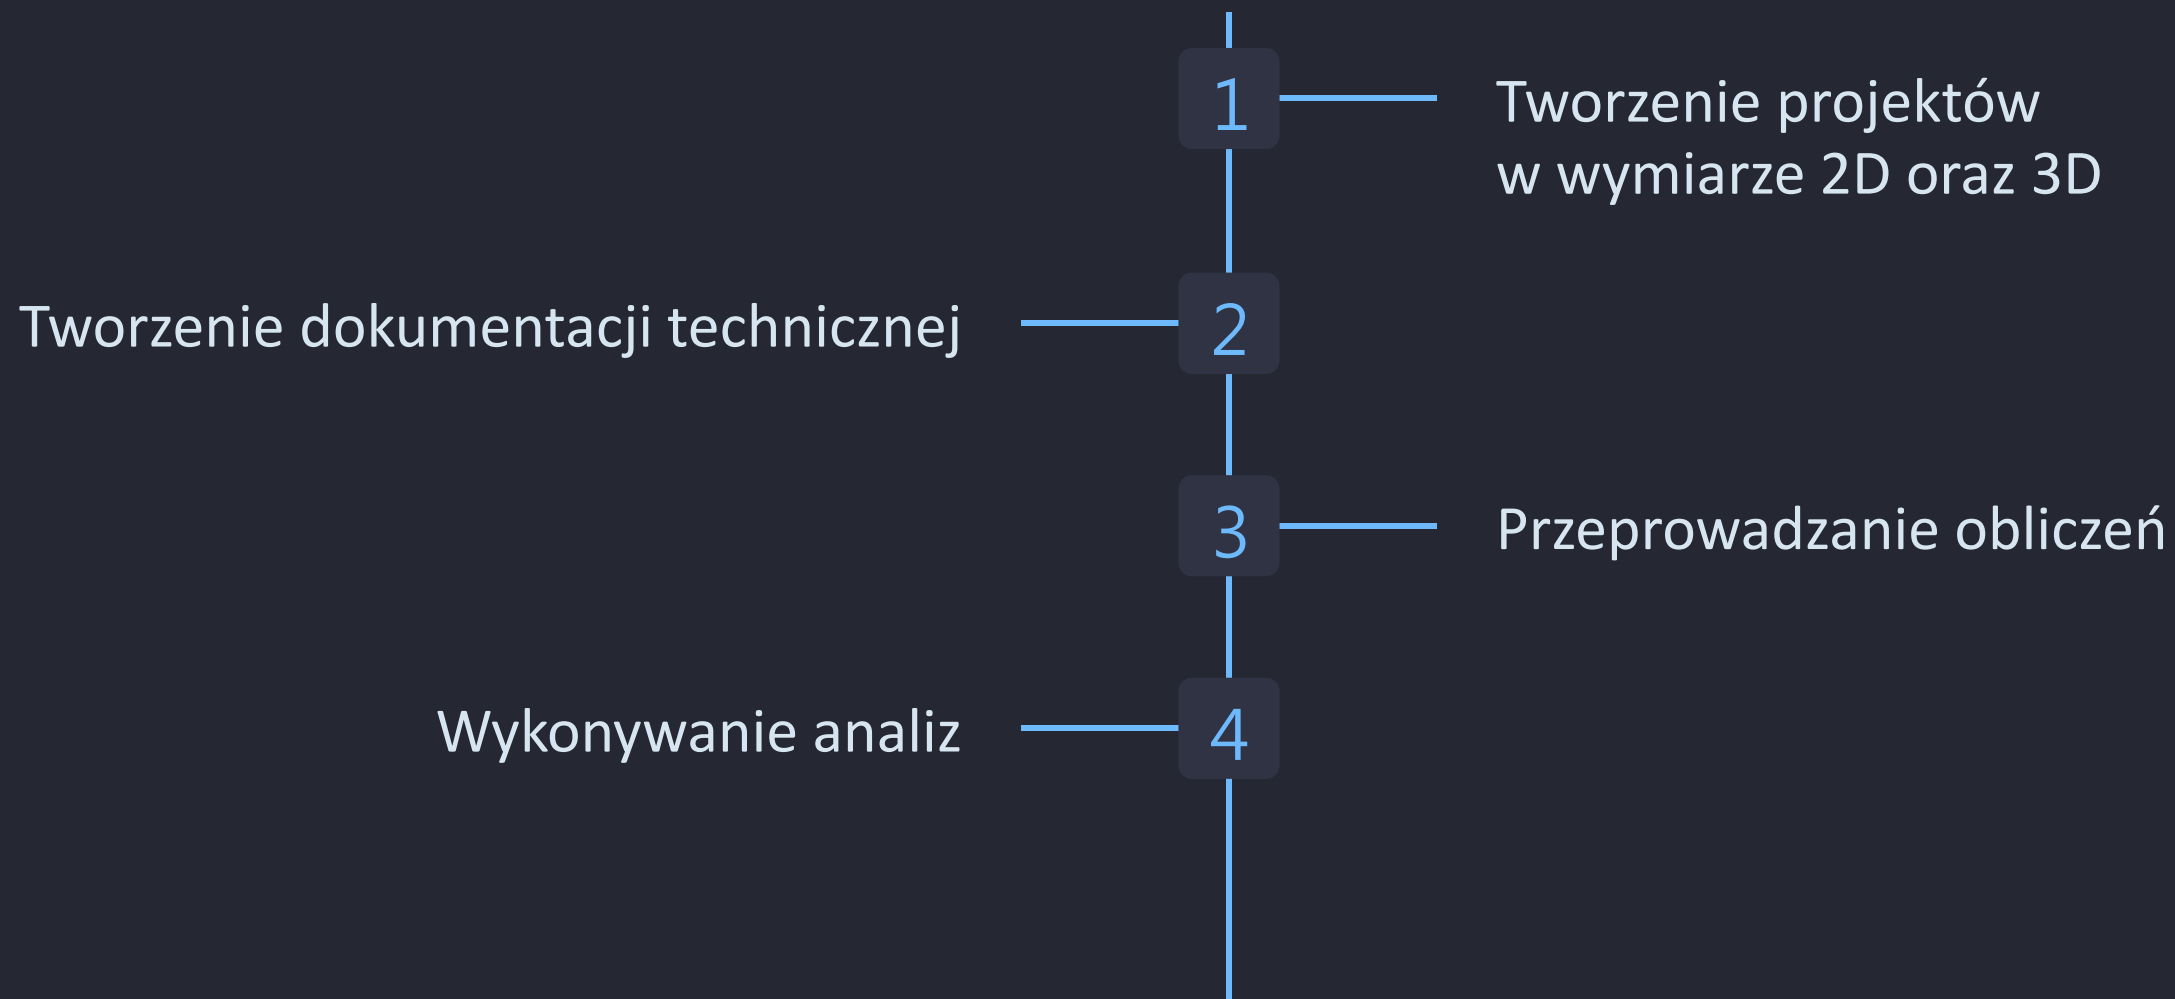 1
Tworzenie projektów
w wymiarze 2D oraz 3D
Tworzenie dokumentacji technicznej
2
3
Przeprowadzanie obliczeń
Wykonywanie analiz
4